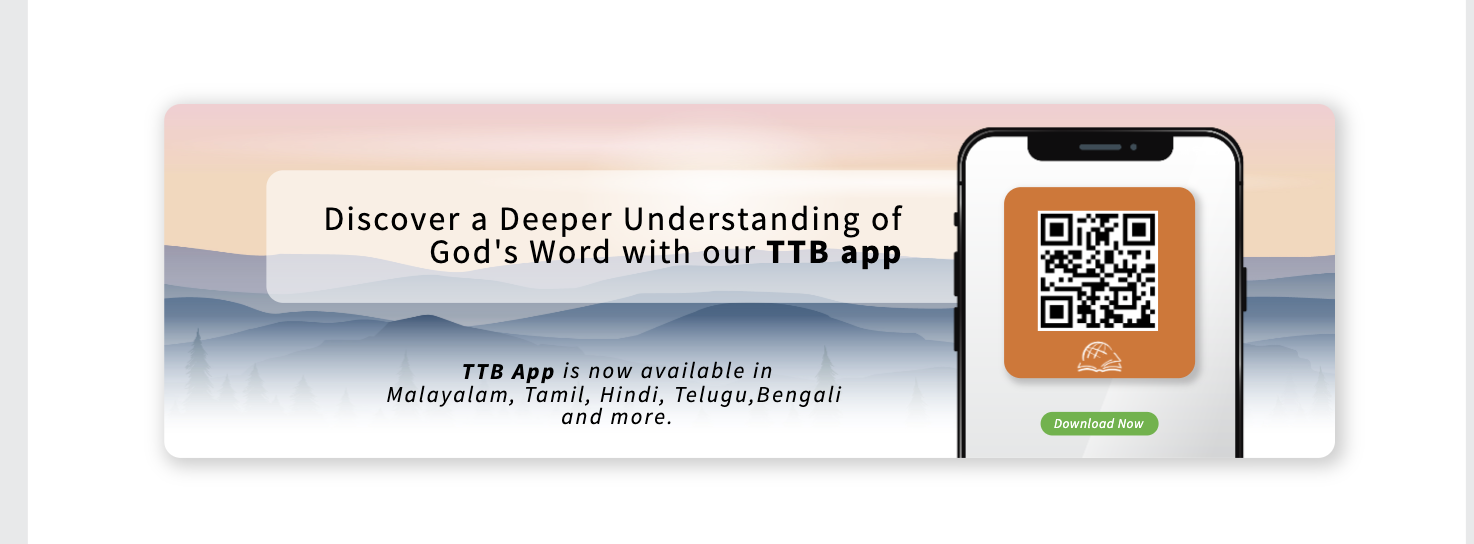 Discover a Deeper Understanding of
God's Word with our TTB app
TTB App is now available in
Malayalam, Tamil, Hindi, Telugu,Bengali
and more.
Download Now